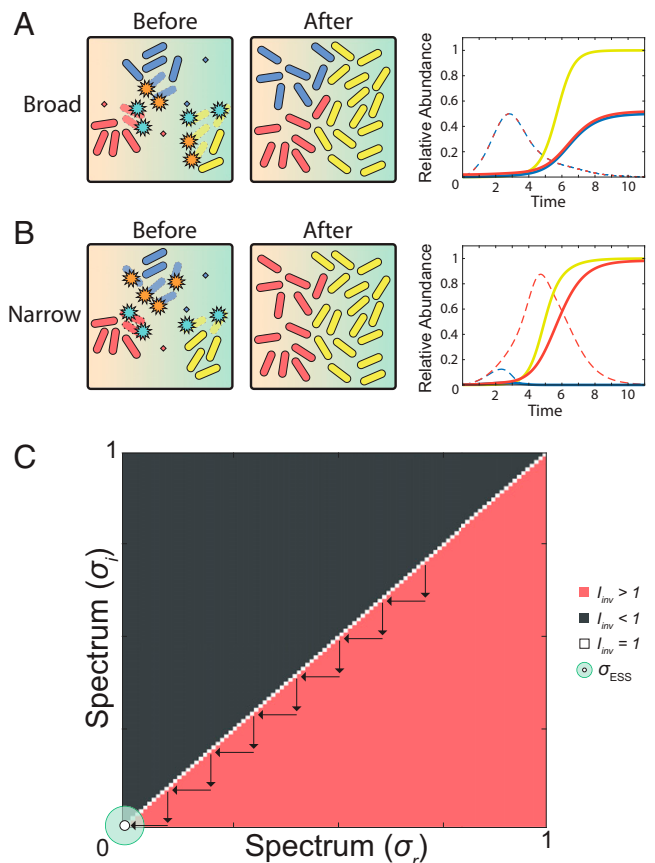 A
Before
After
Broad
Relative Abundance
1
0.8
0.6
0.4
0.2
0
2
4
6
8
10
Time
B
Before
After
Narrow
Relative Abundance
1
0.8
0.6
0.4
0.2
0
2
4
6
8
10
Time
C
1
Spectrum (σi)
0
Spectrum (σr)
1
Iinv > 1
Iinv < 1
Iinv = 1
σESS